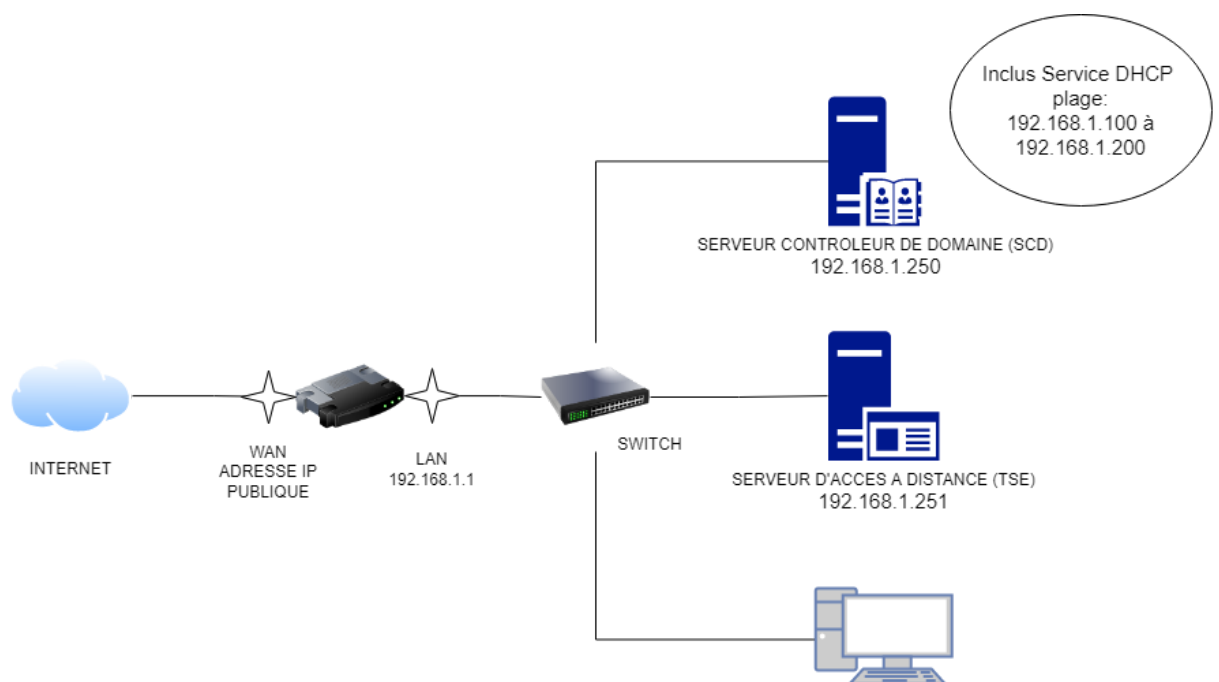 Inclus Service DHCP
plage:
192.168.1.100 à
192.168.1.200
SERVEUR CONTROLEUR DE DOMAINE (SCD)
192.168.1.250
INTERNET
WAN
ADRESSE IP
PUBLIQUE
LAN
192.168.1.1
SWITCH
SERVEUR D'ACCES A DISTANCE (TSE)
192.168.1.251